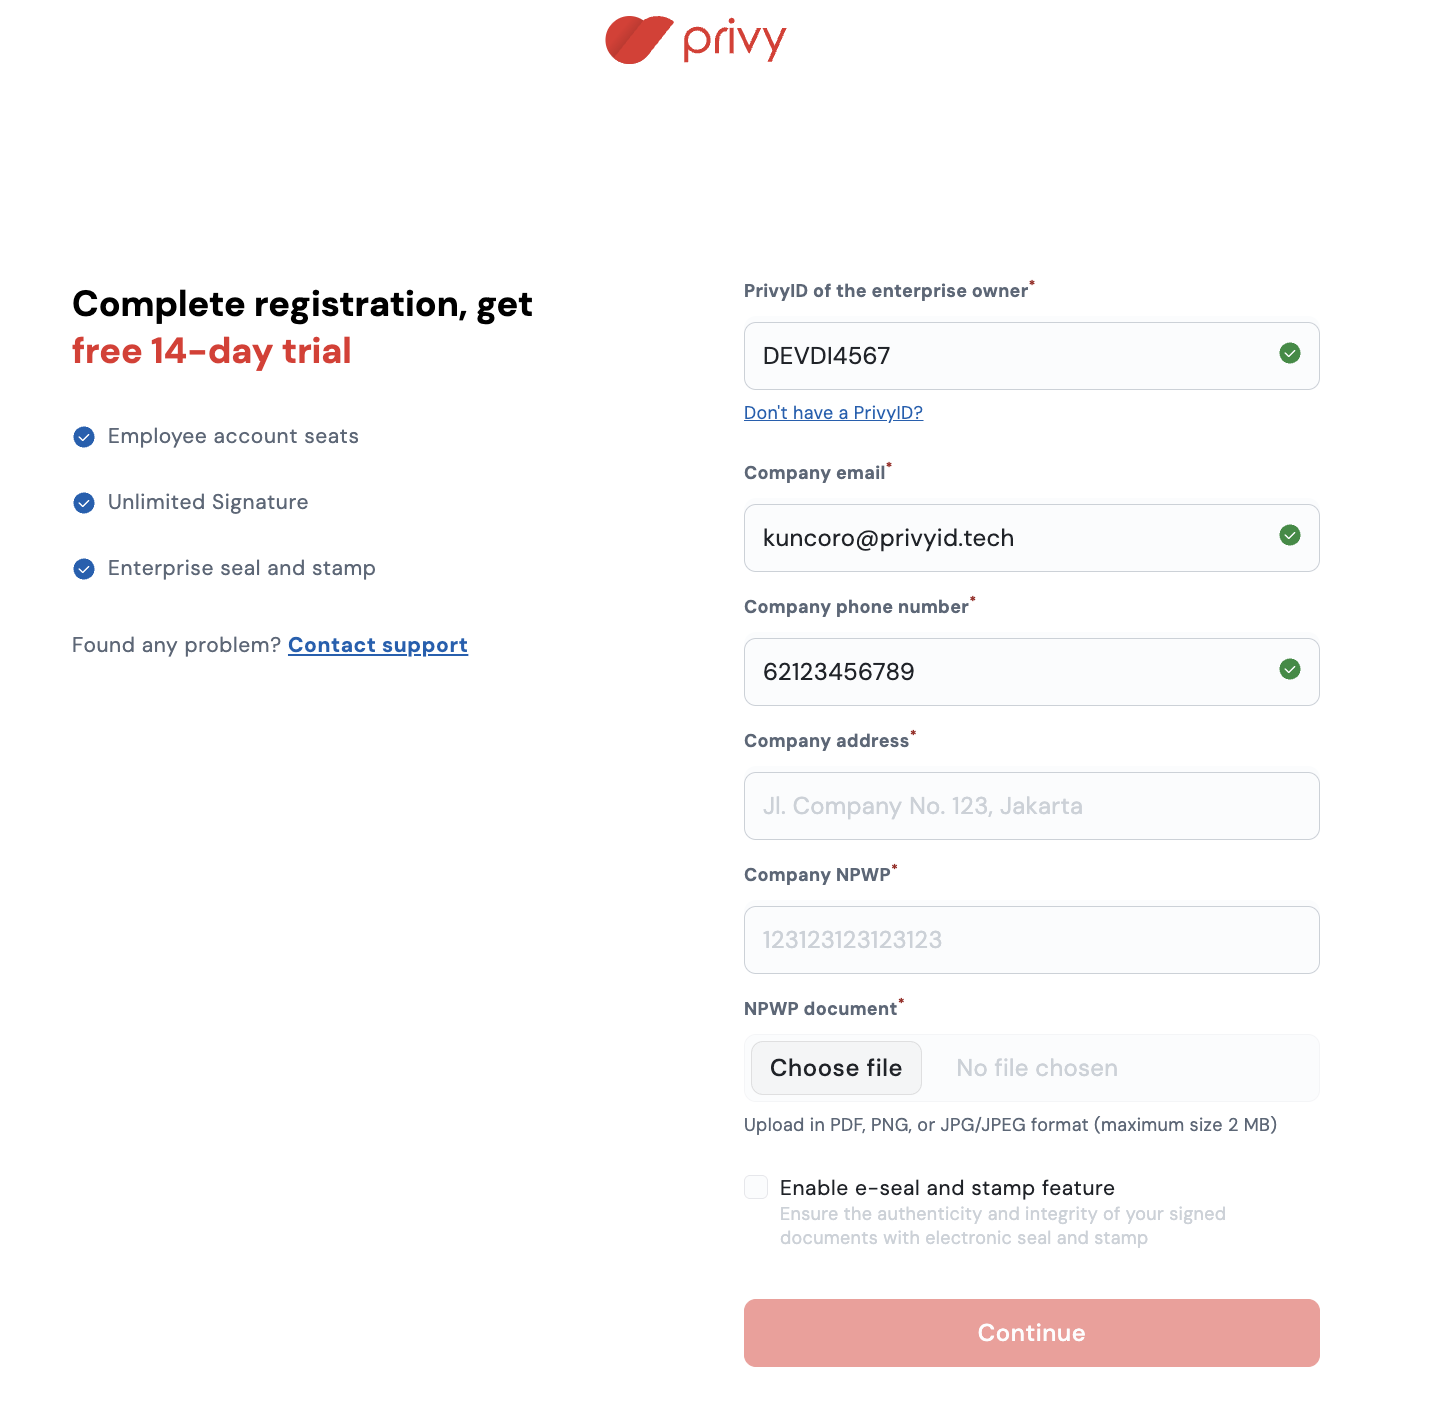 privy
Complete registration, get
free 14-day trial
Employee account seats
Unlimited Signature
Enterprise seal and stamp
Found any problem? Contact support
PrivyID of the enterprise owner*
DEVDI4567
Don't have a PrivyID?
Company email*
kuncoro@privyid.tech
Company phone number*
62123456789
Company address*
Jl. Company No. 123, Jakarta
Company NPWP*
123123123123123
NPWP document*
Choose file No file chosen
Upload in PDF, PNG, or JPG/JPEG format (maximum size 2 MB)
Enable e-seal and stamp feature
Ensure the authenticity and integrity of your signed
documents with electronic seal and stamp
Continue